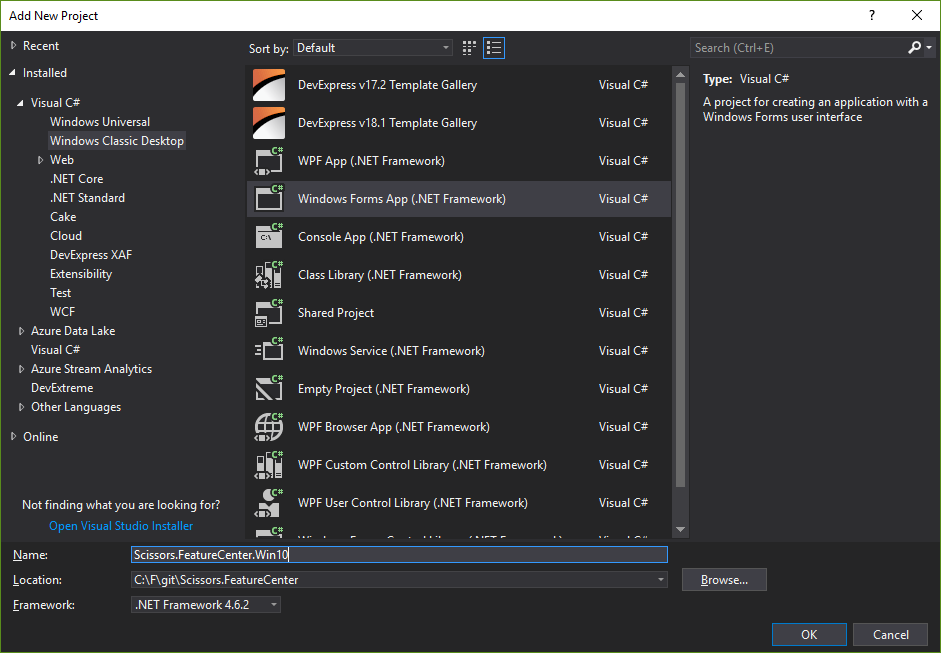 Add New Project
?
Recent
Installed
Visual C#
Windows Universal
Windows Classic Desktop
Web
.NET Core
.NET Standard
Cake
Cloud
DevExpress XAF
Extensibility
Test
WCF
Azure Data Lake
Visual C#
Azure Stream Analytics
DevExtreme
Other Languages
Online
Not finding what you are looking for?
Open Visual Studio Installer
Sort by: Default
DevExpress v17.2 Template Gallery Visual C#
DevExpress v18.1 Template Gallery Visual C#
C# WPF App (.NET Framework) Visual C#
C# Windows Forms App (.NET Framework) Visual C#
C# C:\ Console App (.NET Framework) Visual C#
C# Class Library (.NET Framework) Visual C#
C# Shared Project Visual C#
C# Windows Service (.NET Framework) Visual C#
C# Empty Project (.NET Framework) Visual C#
C# WPF Browser App (.NET Framework) Visual C#
C# WPF Custom Control Library (.NET Framework) Visual C#
C# WPF User Control Library (.NET Framework) Visual C#
C#
Search (Ctrl+E)
Type: Visual C#
A project for creating an application with a
Windows Forms user interface
Name: Scissors.FeatureCenter.Win10
Location: C:\F\git\Scissors.FeatureCenter
Browse...
Framework: .NET Framework 4.6.2
OK
Cancel